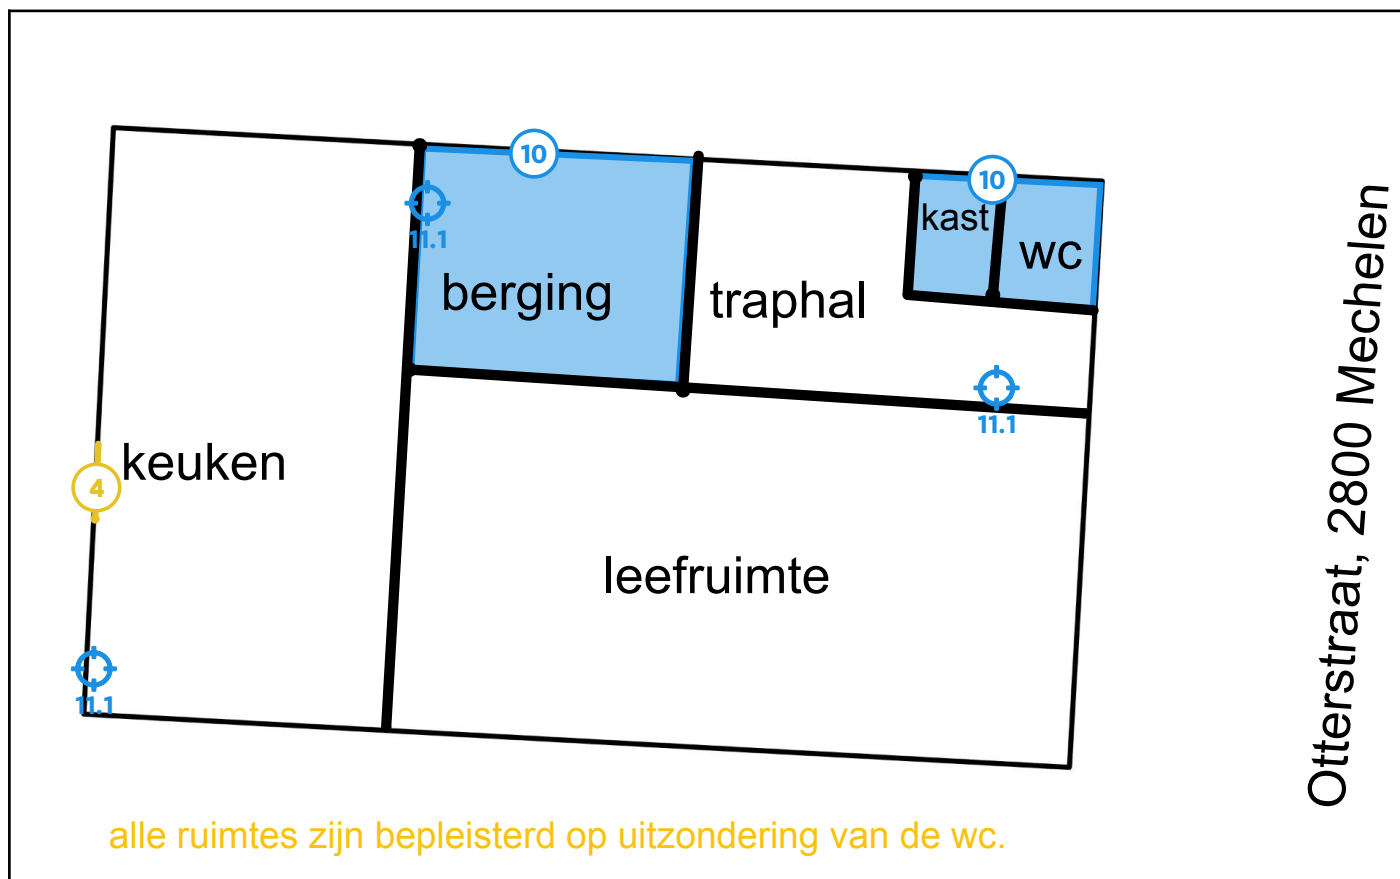 10
10
kast
wc
11.1
berging
traphal
11.1
keuken
4
leefruimte
11.1
Otterstraat, 2800 Mechelen
alle ruimtes zijn bepleisterd op uitzondering van de wc.